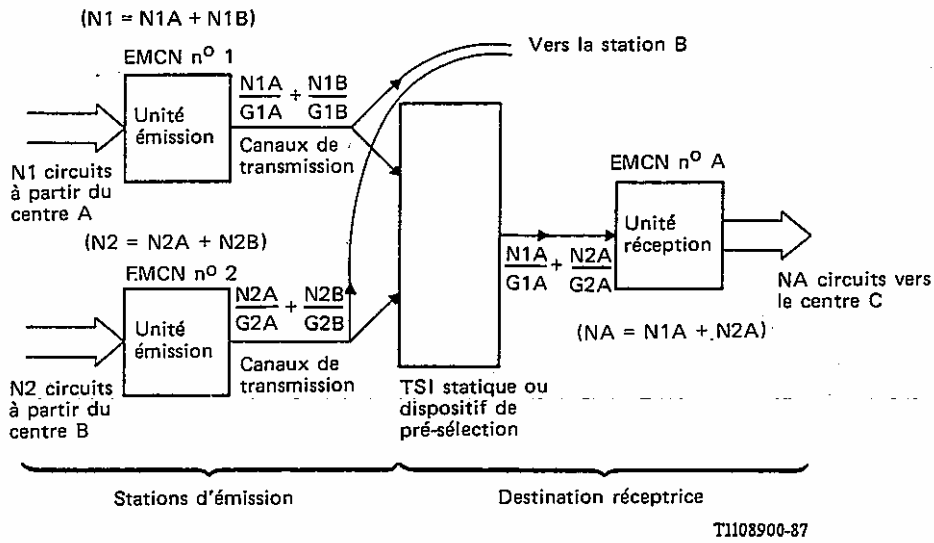 (N1 = N1A + N1B)
EMCN nº 1
Unité
émission
N1A/G1A + N1B/G1B
Canaux de
transmission
N1 circuits
à partir du
centre A
Vers la station B
(N2 = N2A + N2B)
EMCN nº 2
Unité
émission
N2A/G2A + N2B/G2B
Canaux de
transmission
N2 circuits
à partir du
centre B
TSI statique ou
dispositif de
pré-sélection
N1A/G1A + N2A/G2A
EMCN nº A
Unité
réception
NA circuits vers
le centre C
(NA = N1A + N2A)
Stations d'émission
Destination réceptrice
T1108900-87